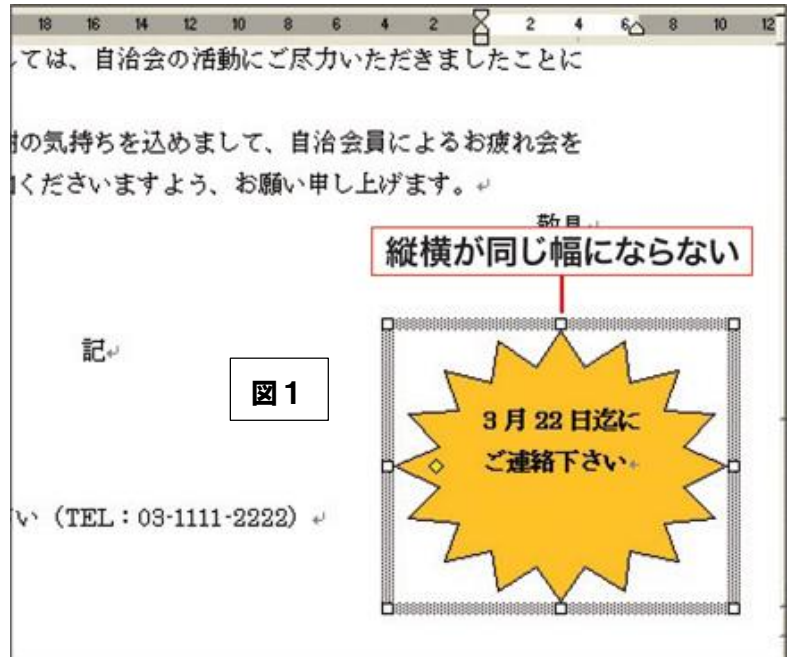 18 16 14 12 10 8 6 4 2 2 4 6 8 10 12
ては、自治会の活動にご尽力いただきましたことに
の気持ちを込めまして、自治会員によるお疲れ会を
くださいますよう、お願い申し上げます。
縦横が同じ幅にならない
記
図1
3月22日迄に
ご連絡下さい
い（TEL：03-1111-2222）